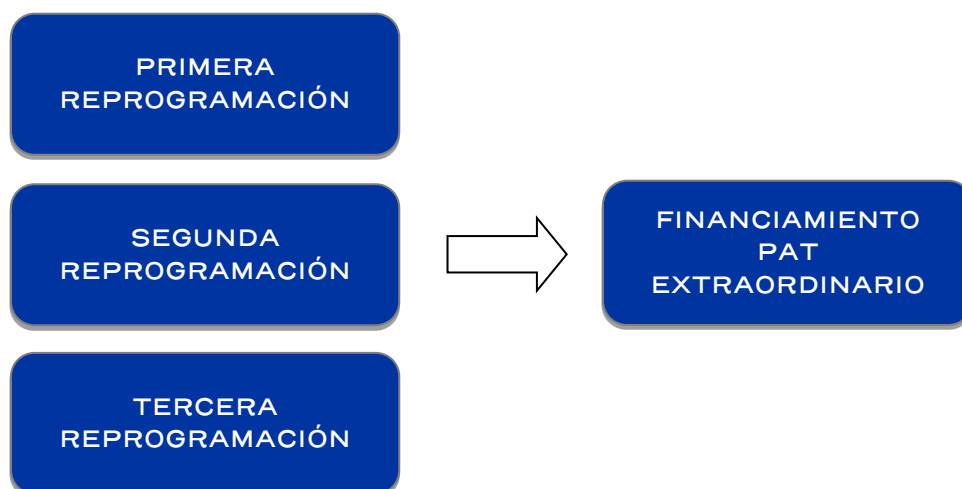 PRIMERA
REPROGRAMACIÓN
SEGUNDA
REPROGRAMACIÓN
FINANCIAMIENTO
PAT
EXTRAORDINARIO
TERCERA
REPROGRAMACIÓN